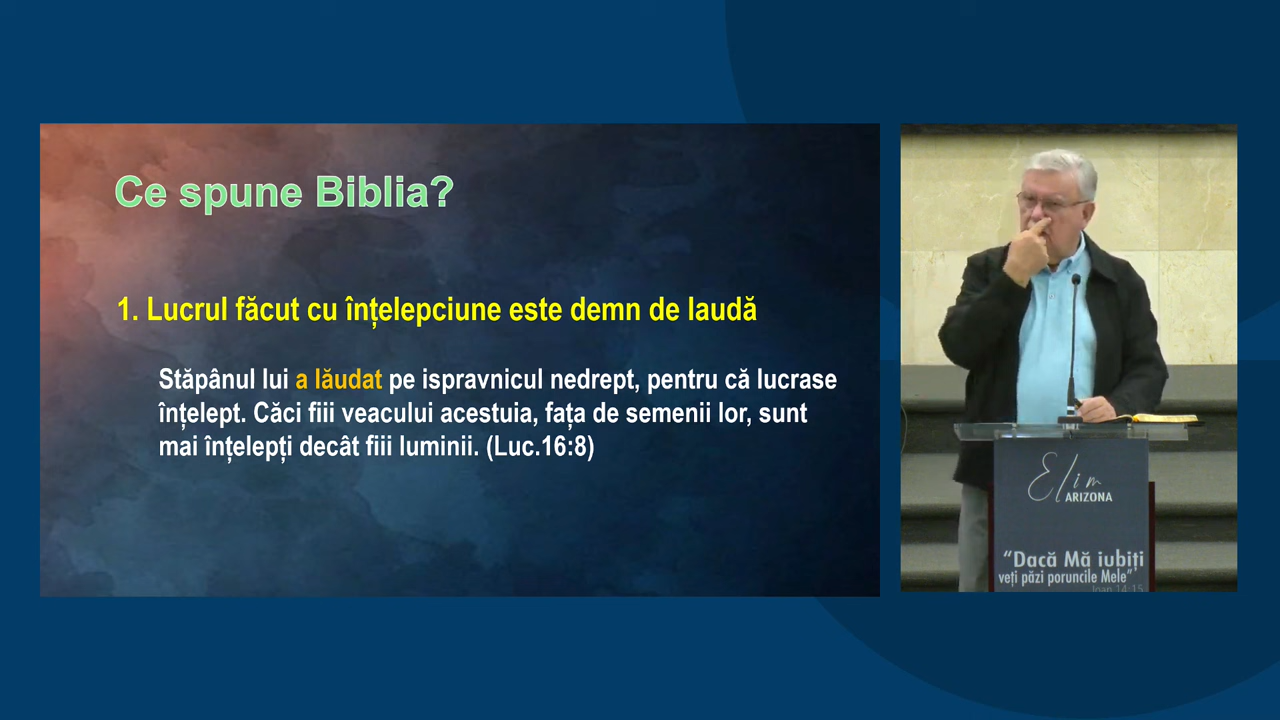 Ce spune Biblia?
1. Lucrul făcut cu înțelepciune este demn de laudă
Stăpânul lui a lăudat pe ispravnicul nedrept, pentru că lucrase
înțelept. Căci fiii veacului acestuia, fața de semenii lor, sunt
mai înțelepți decât fiii luminii. (Luc.16:8)
Elim
ARIZONA
“Dacă Mă iubiți
veți păzi poruncile Mele”
Ioan 14:15